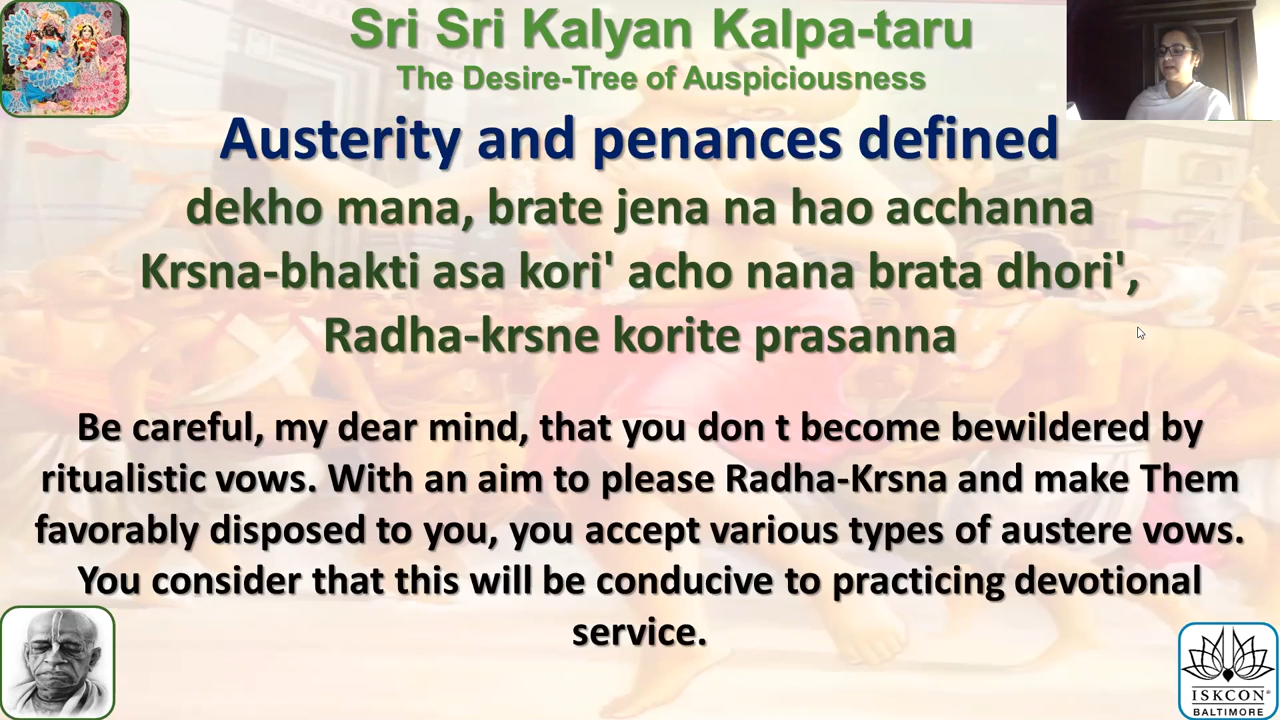 Sri Sri Kalyan Kalpa-taru
The Desire-Tree of Auspiciousness
Austerity and penances defined
dekho mana, brate jena na hao acchanna
Krsna-bhakti asa kori' acho nana brata dhori',
Radha-krsne korite prasanna
Be careful, my dear mind, that you don t become bewildered by
ritualistic vows. With an aim to please Radha-Krsna and make Them
favorably disposed to you, you accept various types of austere vows.
You consider that this will be conducive to practicing devotional
service.
ISKCON®
BALTIMORE